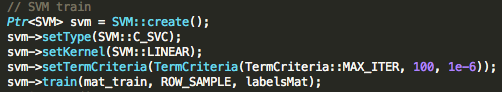 // SVM train
Ptr<SVM> svm = SVM::create();
svm->setType(SVM::C_SVC);
svm->setKernel(SVM::LINEAR);
svm->setTermCriteria(TermCriteria(TermCriteria::MAX_ITER, 100, 1e-6));
svm->train(mat_train, ROW_SAMPLE, labelsMat);